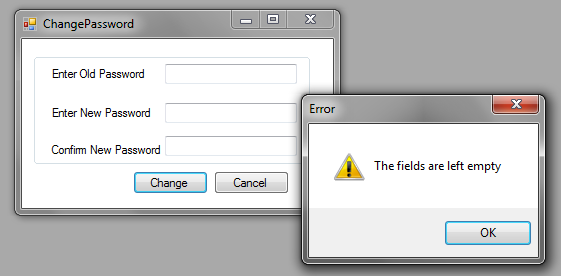 ChangePassword
Enter Old Password
Enter New Password
Confirm New Password
Change
Cancel
Error
The fields are left empty
OK